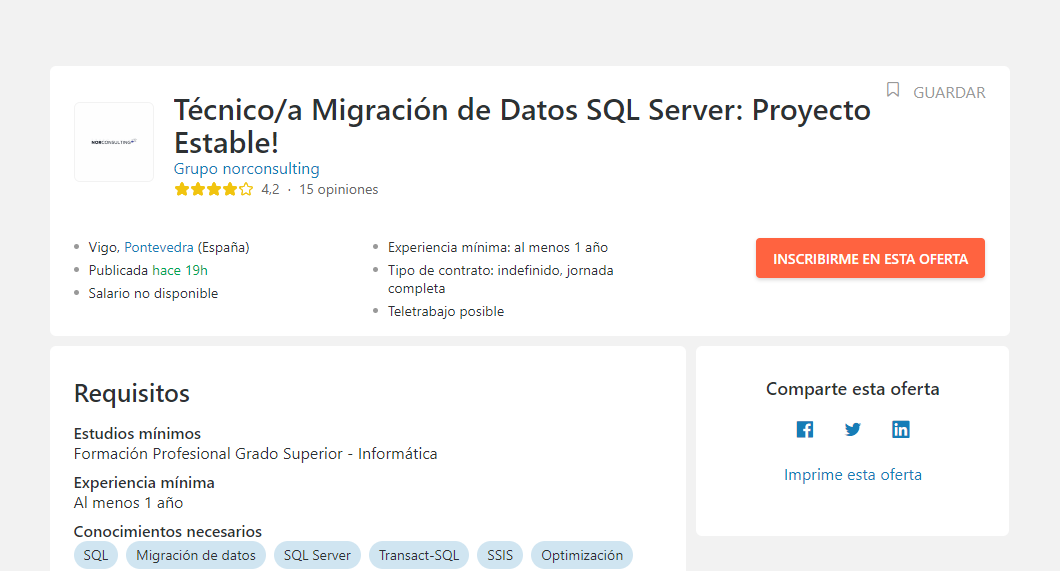 GUARDAR
NORCONSULTING
Técnico/a Migración de Datos SQL Server: Proyecto
Estable!
Grupo norconsulting
4,2 · 15 opiniones
Vigo, Pontevedra (España)
Publicada hace 19h
Salario no disponible
Experiencia mínima: al menos 1 año
Tipo de contrato: indefinido, jornada
completa
Teletrabajo posible
INSCRIBIRME EN ESTA OFERTA
Requisitos
Estudios mínimos
Formación Profesional Grado Superior - Informática
Experiencia mínima
Al menos 1 año
Conocimientos necesarios
SQL Migración de datos SQL Server Transact-SQL SSIS Optimización
Comparte esta oferta
Imprime esta oferta